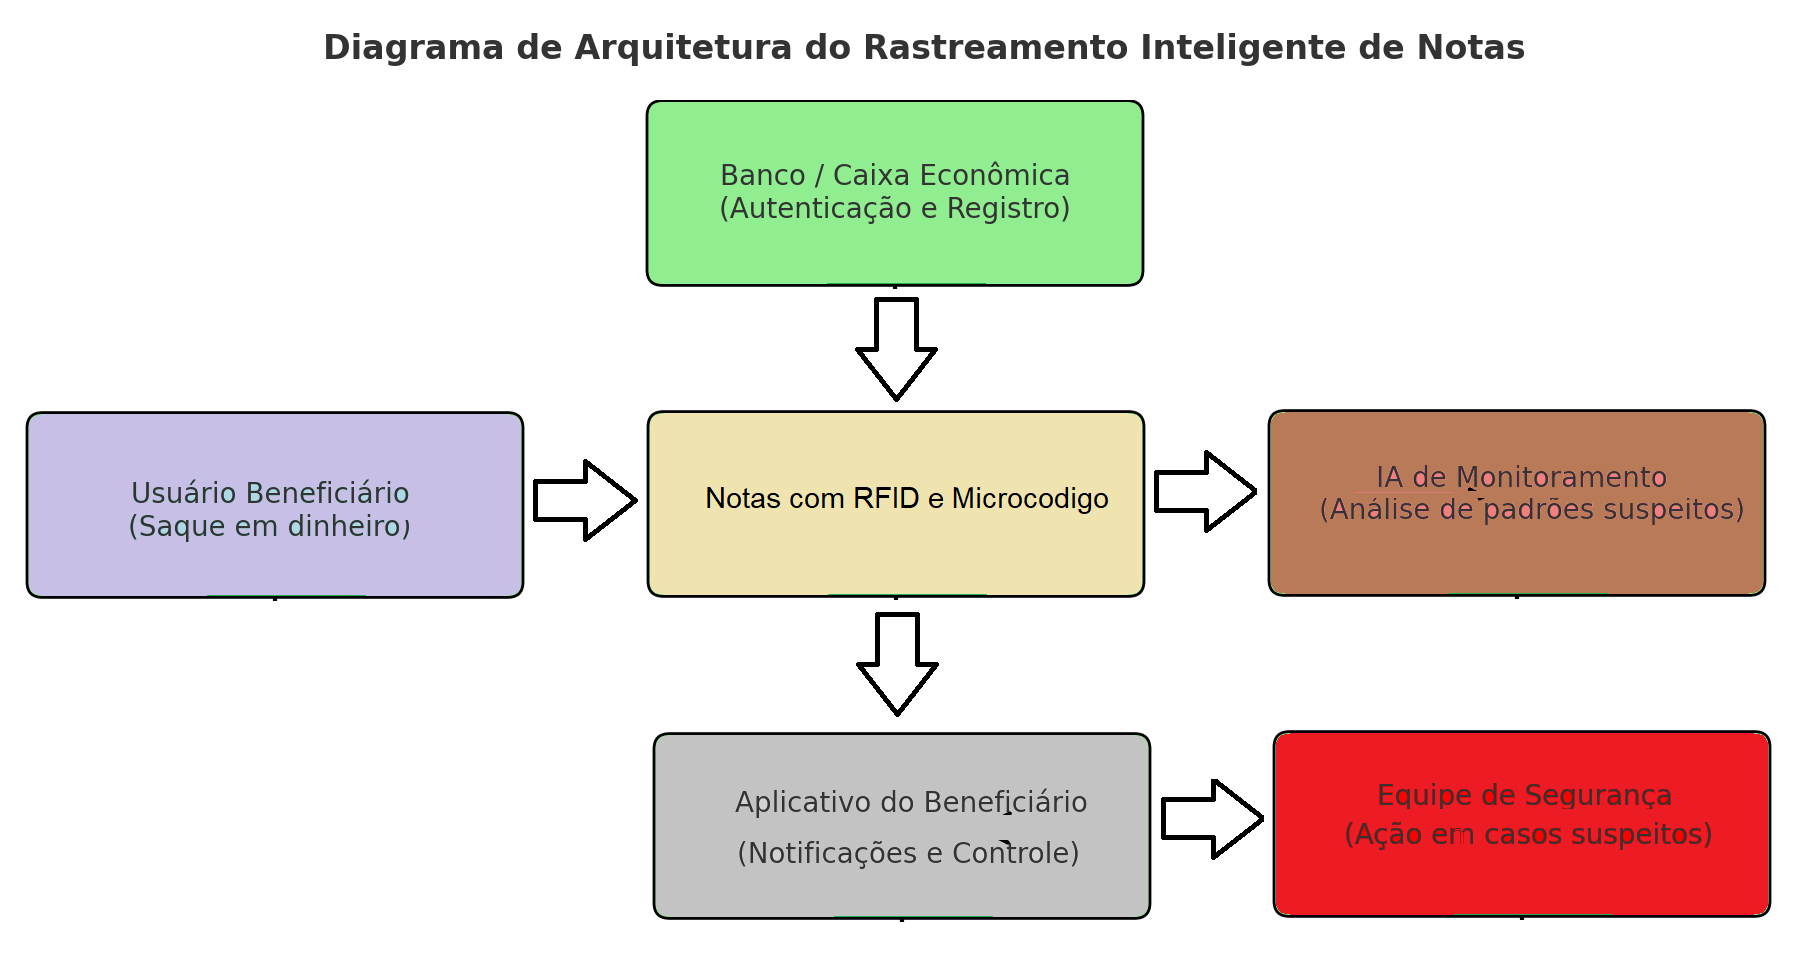 Diagrama de Arquitetura do Rastreamento Inteligente de Notas
Banco / Caixa Econômica
(Autenticação e Registro)
Usuário Beneficiário
(Saque em dinheiro)
Notas com RFID e Microcodigo
IA de Monitoramento
(Análise de padrões suspeitos)
Aplicativo do Beneficiário
(Notificações e Controle)
Equipe de Segurança
(Ação em casos suspeitos)